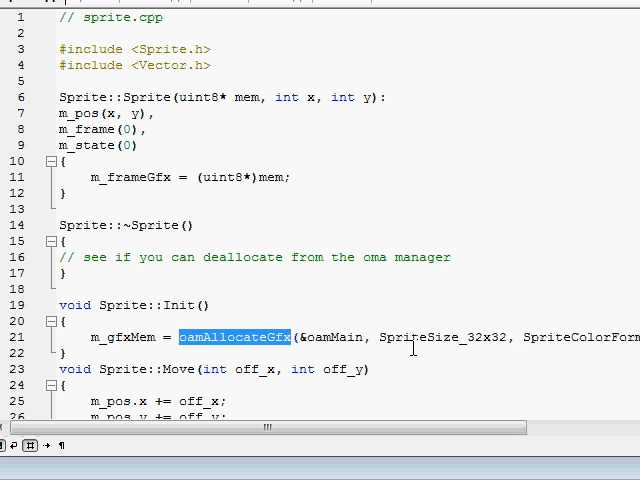 1 // sprite.cpp
2
3 #include <Sprite.h>
4 #include <Vector.h>
5
6 Sprite::Sprite(uint8* mem, int x, int y):
7 m_pos(x, y),
8 m_frame(0),
9 m_state(0)
10 {
11 m_frameGfx = (uint8*)mem;
12 }
13
14 Sprite::~Sprite()
15 {
16 // see if you can deallocate from the oma manager
17 }
18
19 void Sprite::Init()
20 {
21 m_gfxMem = oamAllocateGfx(&oamMain, SpriteSize_32x32, SpriteColorForm
22 }
23 void Sprite::Move(int off_x, int off_y)
24 {
25 m_pos.x += off_x;
26 m_pos.y += off_y;